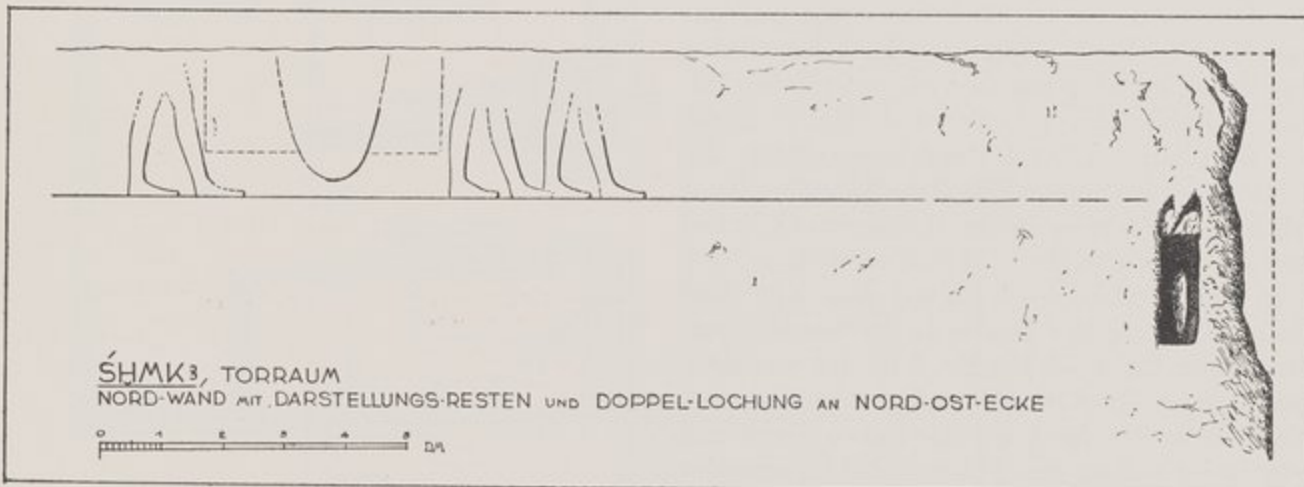 ŚḤMKꜣ, TORRAUM
NORD-WAND MIT DARSTELLUNGS-RESTEN UND DOPPEL-LOCHUNG AN NORD-OST-ECKE
0 1 2 3 4 5 DM